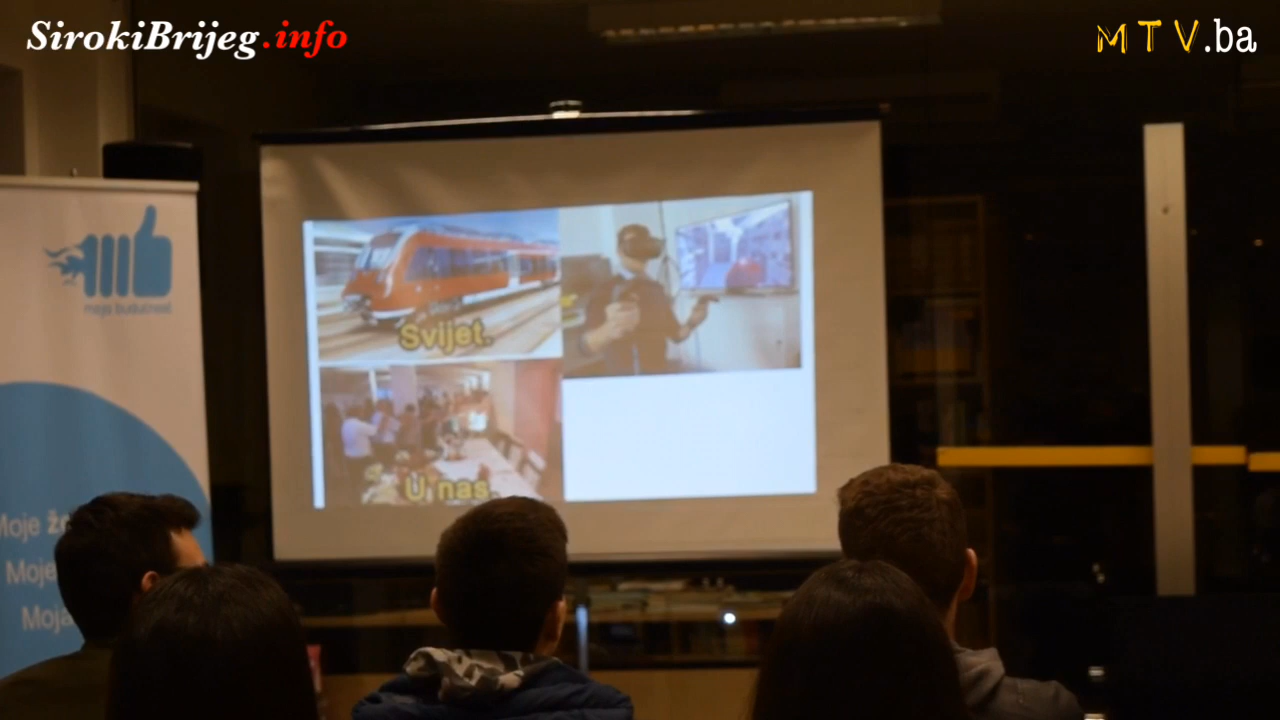 SirokiBrijeg.info
MTV.ba
moja budućnost
Svijet.
U nas.
Moje
Moje
Moja